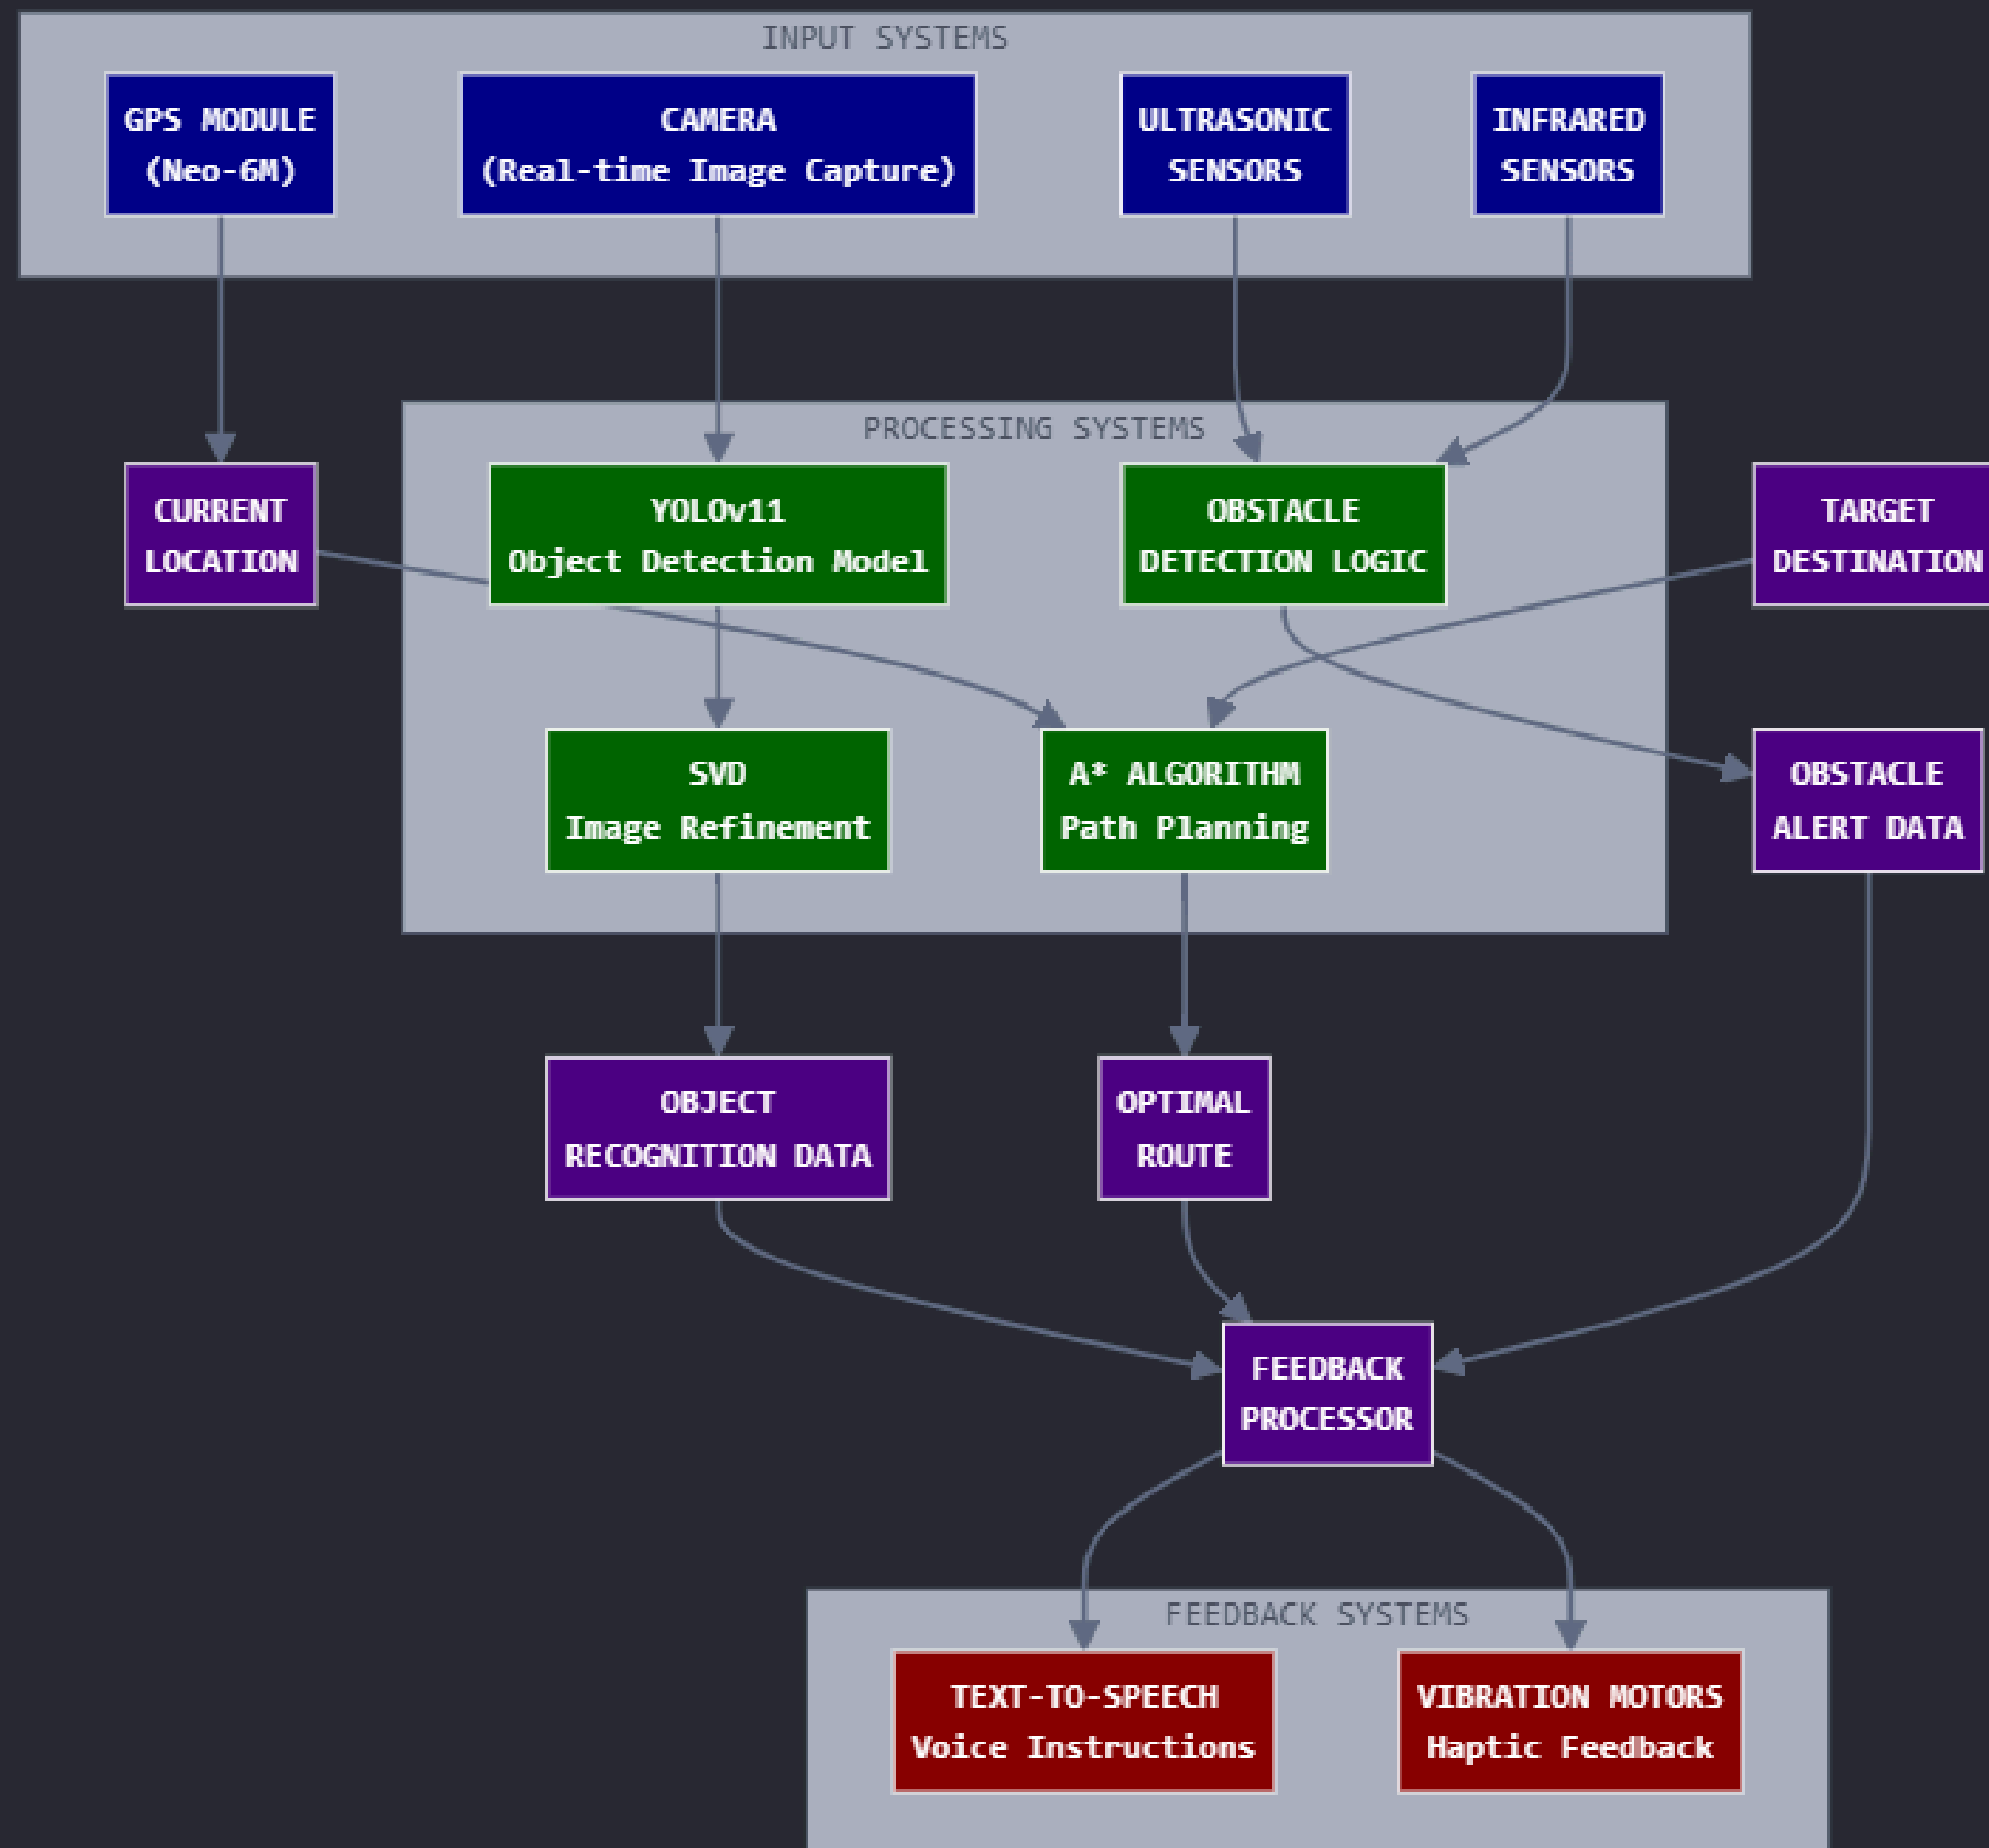 INPUT SYSTEMS
GPS MODULE
(Neo-6M)
CAMERA
(Real-time Image Capture)
ULTRASONIC
SENSORS
INFRARED
SENSORS
PROCESSING SYSTEMS
CURRENT
LOCATION
YOLOv11
Object Detection Model
OBSTACLE
DETECTION LOGIC
TARGET
DESTINATION
SVD
Image Refinement
A* ALGORITHM
Path Planning
OBSTACLE
ALERT DATA
OBJECT
RECOGNITION DATA
OPTIMAL
ROUTE
FEEDBACK
PROCESSOR
FEEDBACK SYSTEMS
TEXT-TO-SPEECH
Voice Instructions
VIBRATION MOTORS
Haptic Feedback